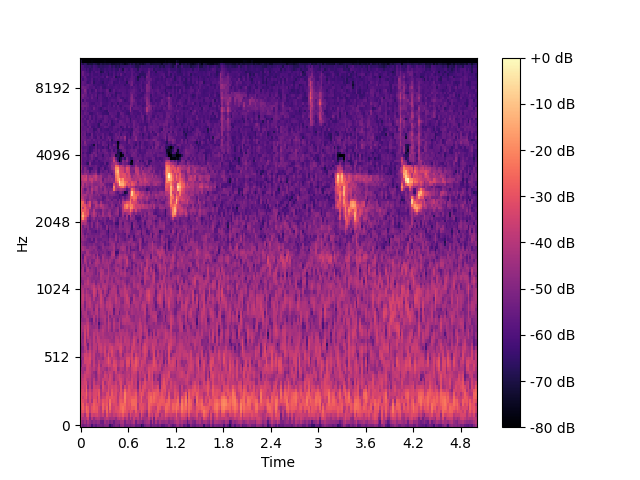 8192
4096
2048
1024
512
0
Hz
0 0.6 1.2 1.8 2.4 3 3.6 4.2 4.8
Time
+0 dB
-10 dB
-20 dB
-30 dB
-40 dB
-50 dB
-60 dB
-70 dB
-80 dB